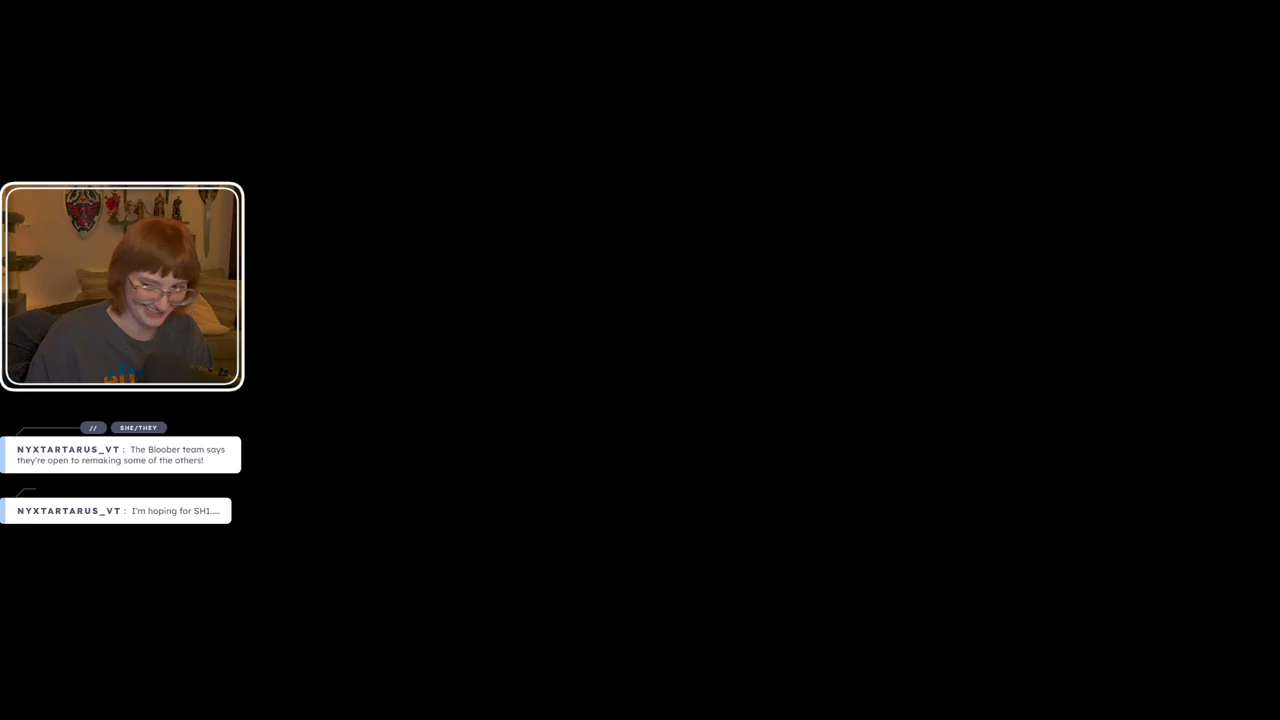 // SHE/THEY
NYXTARTARUS_VT : The Bloober team says
they're open to remaking some of the others!
NYXTARTARUS_VT : I'm hoping for SH1.....